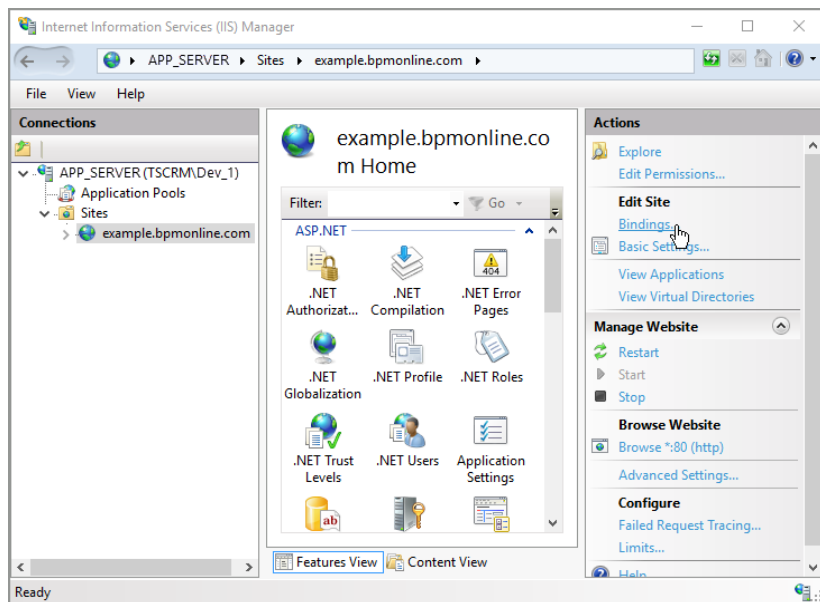 Internet Information Services (IIS) Manager
APP_SERVER Sites example.bpmonline.com
File View Help
Connections
APP_SERVER (TSCRM\Dev_1)
Application Pools
Sites
example.bpmonline.com
example.bpmonline.co
m Home
Filter: Go
ASP.NET
.NET
Authorizat...
.NET
Compilation
.NET Error
Pages
.NET
Globalization
.NET Profile
.NET Roles
.NET Trust
Levels
.NET Users
Application
Settings
Features View Content View
Actions
Explore
Edit Permissions...
Edit Site
Bindings...
Basic Settings...
View Applications
View Virtual Directories
Manage Website
Restart
Start
Stop
Browse Website
Browse *:80 (http)
Advanced Settings...
Configure
Failed Request Tracing...
Limits...
Help
Ready